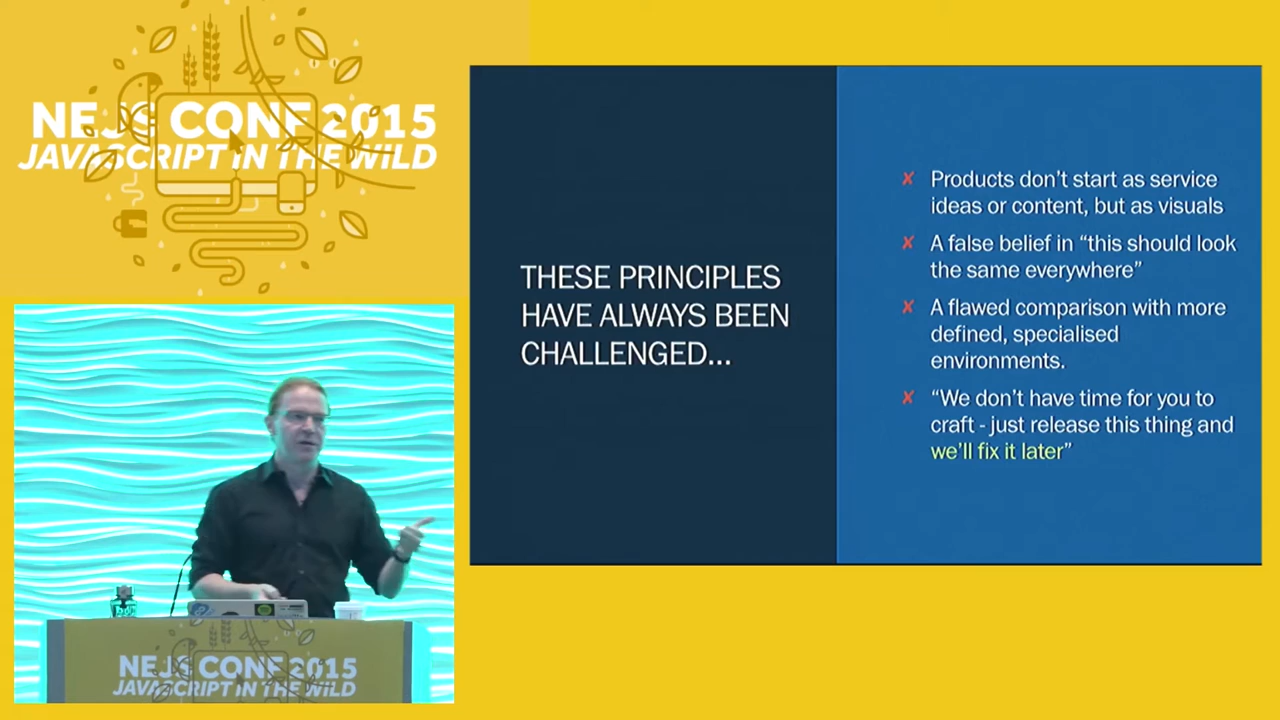 NEJS CONF 2015
JAVASCRIPT IN THE WILD
THESE PRINCIPLES
HAVE ALWAYS BEEN
CHALLENGED...
✘ Products don't start as service
ideas or content, but as visuals
✘ A false belief in “this should look
the same everywhere”
✘ A flawed comparison with more
defined, specialised
environments.
✘ “We don't have time for you to
craft - just release this thing and
we'll fix it later”
NEJS CONF 2015
JAVASCRIPT IN THE WILD